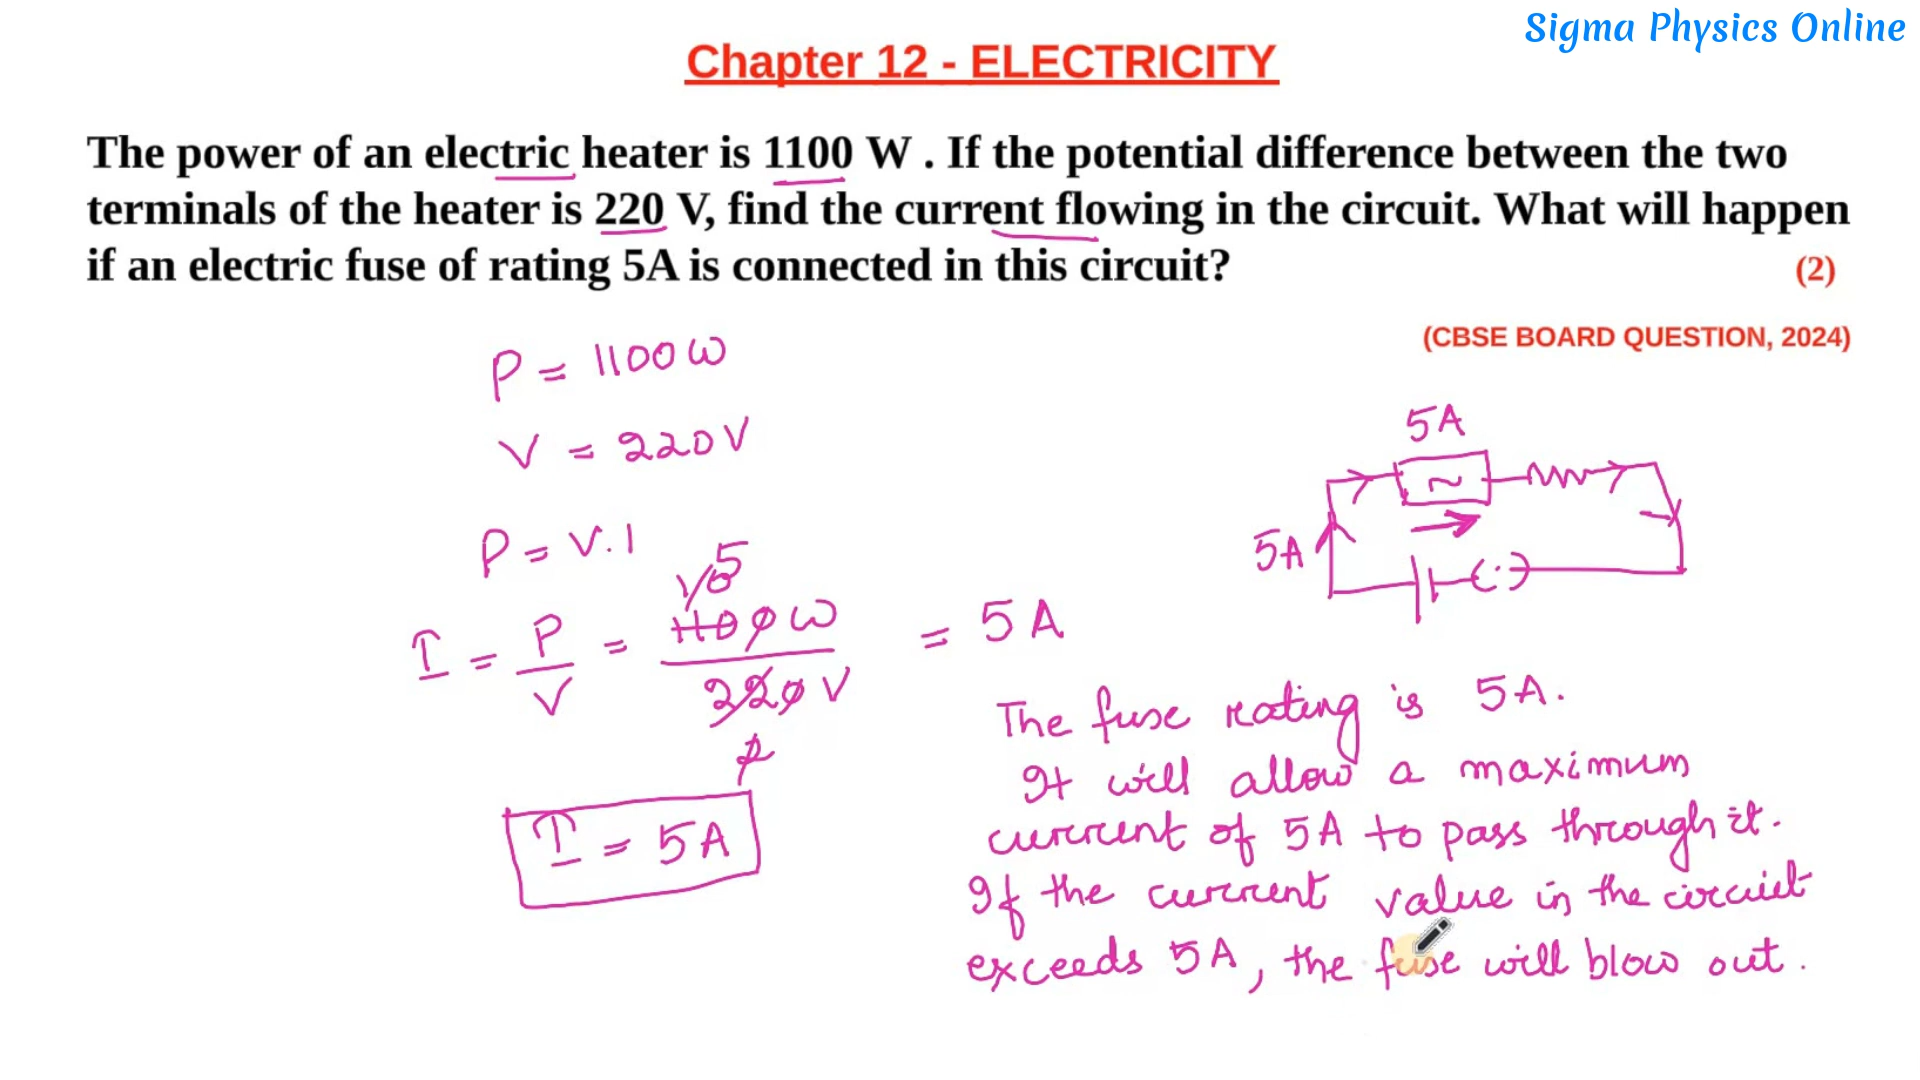 Sigma Physics Online
Chapter 12 - ELECTRICITY
The power of an electric heater is 1100 W . If the potential difference between the two
terminals of the heater is 220 V, find the current flowing in the circuit. What will happen
if an electric fuse of rating 5A is connected in this circuit?
(2)
(CBSE BOARD QUESTION, 2024)
P = 1100 W
V = 220 V
P = V.I
I = P/V = 1100 W / 220 V = 5 A
10 5
2
I = 5A
5A
~
5A
The fuse rating is 5A.
It will allow a maximum
current of 5A to pass through it.
If the current value in the circuit
exceeds 5A, the fuse will blow out.